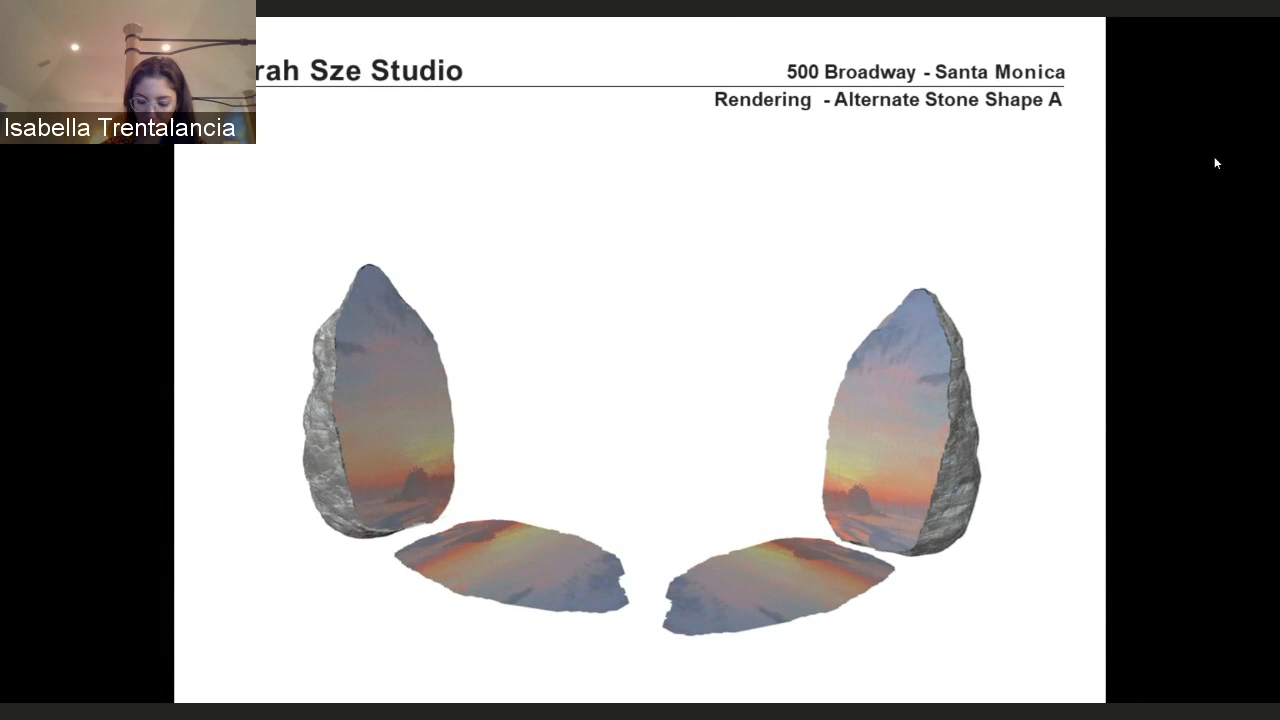 rah Sze Studio
500 Broadway - Santa Monica
Rendering - Alternate Stone Shape A
Isabella Trentalancia